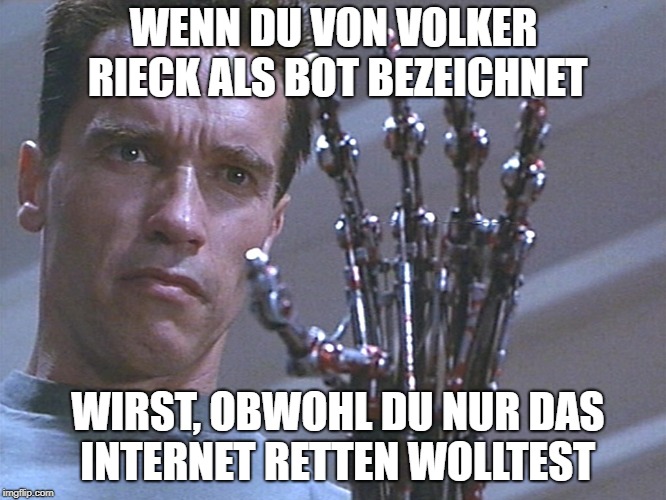 WENN DU VON VOLKER
RIECK ALS BOT BEZEICHNET
WIRST, OBWOHL DU NUR DAS
INTERNET RETTEN WOLLTEST
imgflip.com